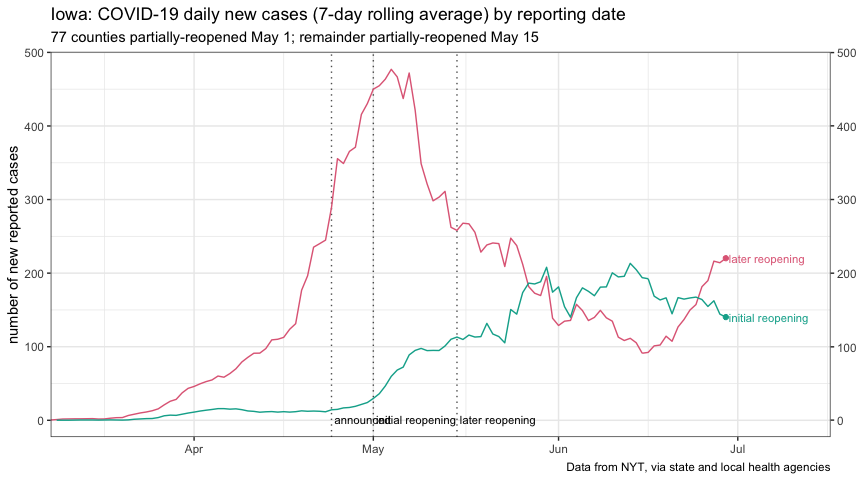 Iowa: COVID-19 daily new cases (7-day rolling average) by reporting date
77 counties partially-reopened May 1; remainder partially-reopened May 15
number of new reported cases
500
400
300
200
100
0
500
400
300
200
100
0
later reopening
initial reopening
announced
initial reopening
later reopening
Apr
May
Jun
Jul
Data from NYT, via state and local health agencies